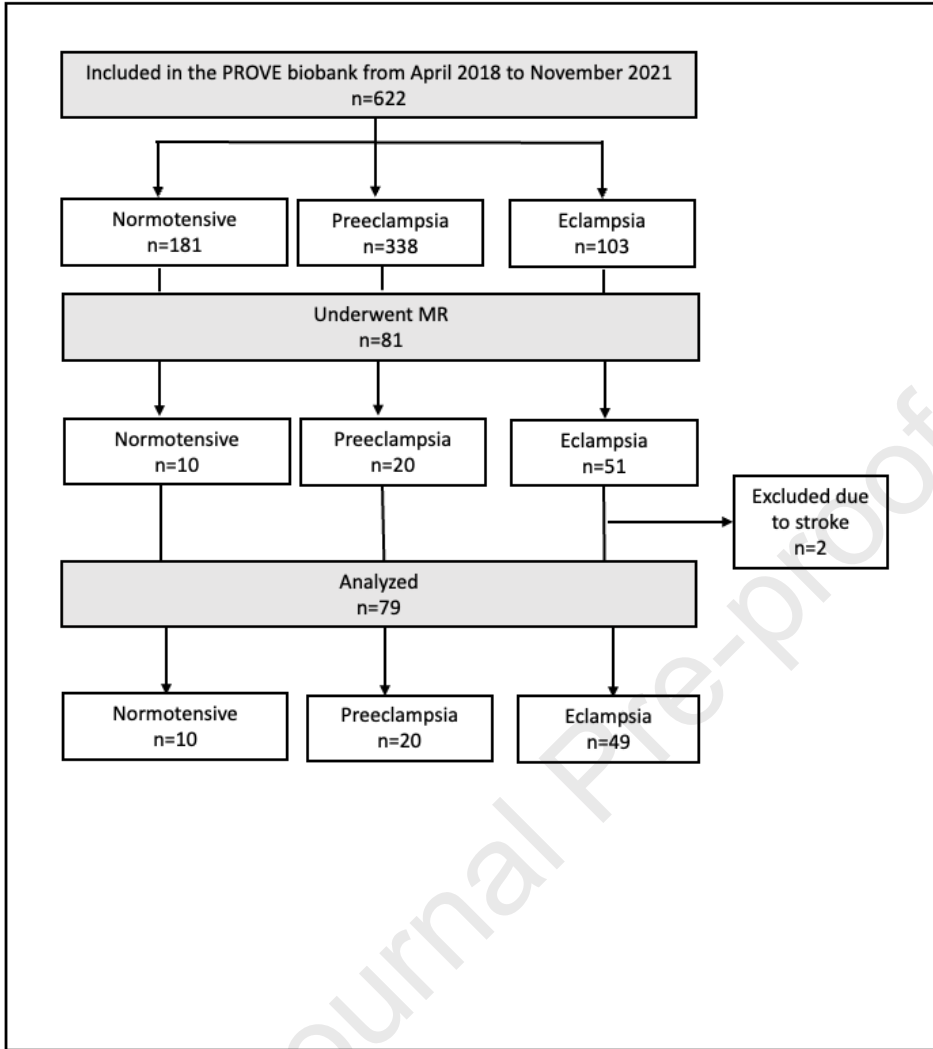 Included in the PROVE biobank from April 2018 to November 2021
n=622
Normotensive
n=181
Preeclampsia
n=338
Eclampsia
n=103
Underwent MR
n=81
Normotensive
n=10
Preeclampsia
n=20
Eclampsia
n=51
Excluded due
to stroke
n=2
Analyzed
n=79
Normotensive
n=10
Preeclampsia
n=20
Eclampsia
n=49
ournal Pre-proof